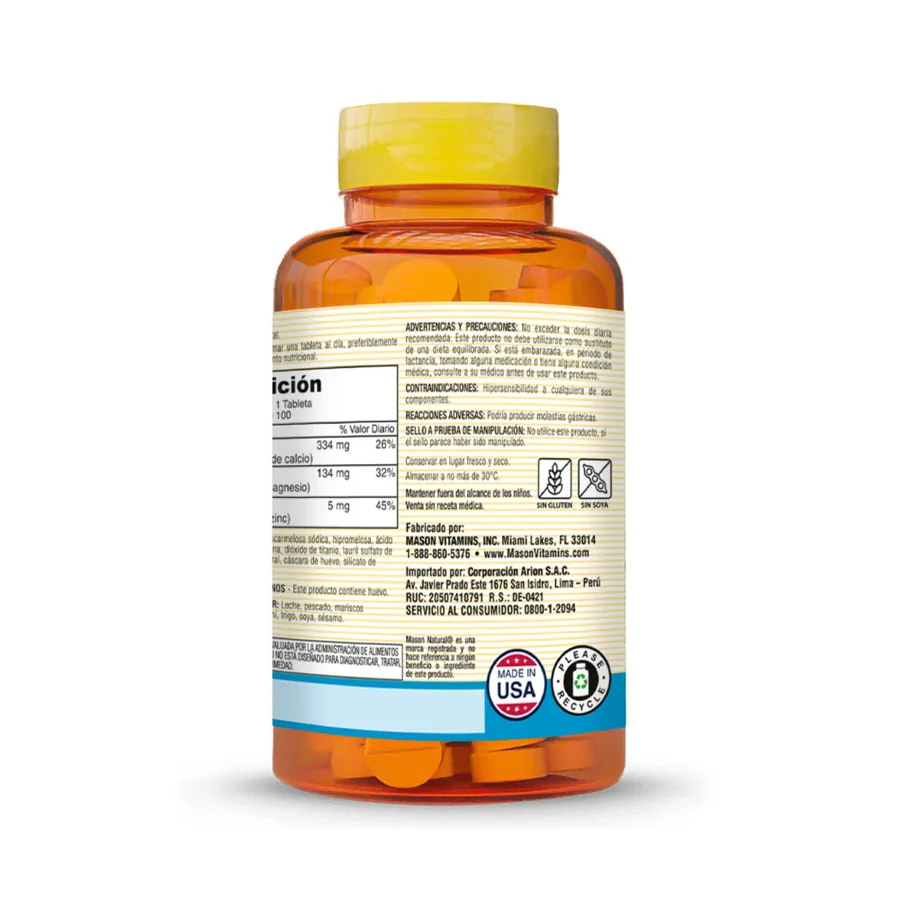 mar una tableta al día, preferiblemente
nto nutricional.
ición
1 Tableta
100
% Valor Diario
334 mg 26%
de calcio)
134 mg 32%
agnesio)
5 mg 45%
zinc)
carmelosa sódica, hipromelosa, ácido
na, dióxido de titanio, lauril sulfato de
ral, cáscara de huevo, silicato de
NOS - Este producto contiene huevo.
R: Leche, pescado, mariscos
ní, trigo, soya, sésamo.
ALUADA POR LA ADMINISTRACIÓN DE ALIMENTOS
O NO ESTÁ DISEÑADO PARA DIAGNOSTICAR, TRATAR,
RMEDAD.
ADVERTENCIAS Y PRECAUCIONES: No exceder la dosis diaria
recomendada. Este producto no debe utilizarse como sustituto
de una dieta equilibrada. Si está embarazada, en período de
lactancia, tomando alguna medicación o tiene alguna condición
médica, consulte a su médico antes de usar este producto.
CONTRAINDICACIONES: Hipersensibilidad a cualquiera de sus
componentes.
REACCIONES ADVERSAS: Podría producir molestias gástricas.
SELLO A PRUEBA DE MANIPULACIÓN: No utilice este producto, si
el sello parece haber sido manipulado.
Conservar en lugar fresco y seco.
Almacenar a no más de 30°C.
Mantener fuera del alcance de los niños.
Venta sin receta médica.
SIN GLUTEN
SIN SOYA
Fabricado por:
MASON VITAMINS, INC. Miami Lakes, FL 33014
1-888-860-5376 • www.MasonVitamins.com
Importado por: Corporación Arion S.A.C.
Av. Javier Prado Este 1676 San Isidro, Lima – Perú
RUC: 20507410791 R.S.: DE-0421
SERVICIO AL CONSUMIDOR: 0800-1-2094
Mason Natural® es una
marca registrada y no
hace referencia a ningún
beneficio o ingrediente
de este producto.
MADE IN
USA
PLEASE
RECYCLE